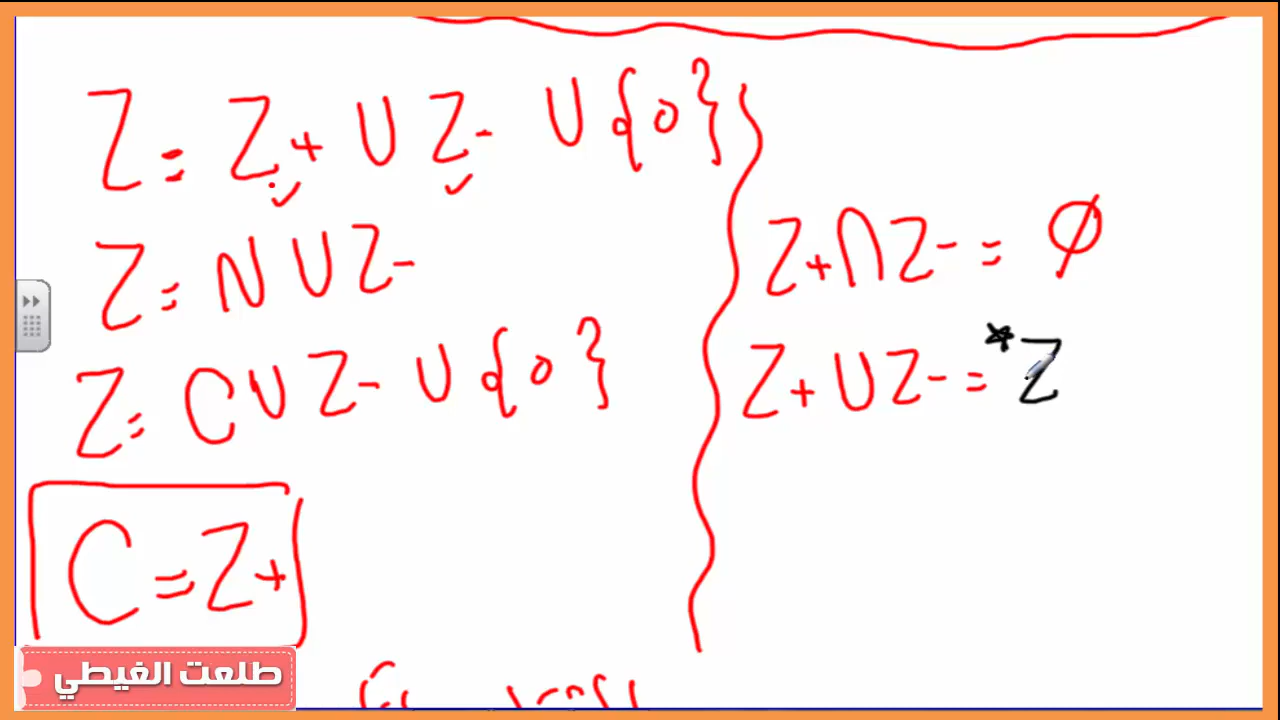 Z = Z+ U Z- U {0}
Z = N U Z-
Z = C U Z- U {0}
C = Z+
Z+ ∩ Z- = Ø
Z+ U Z- = *Z
طلعت الغيطي